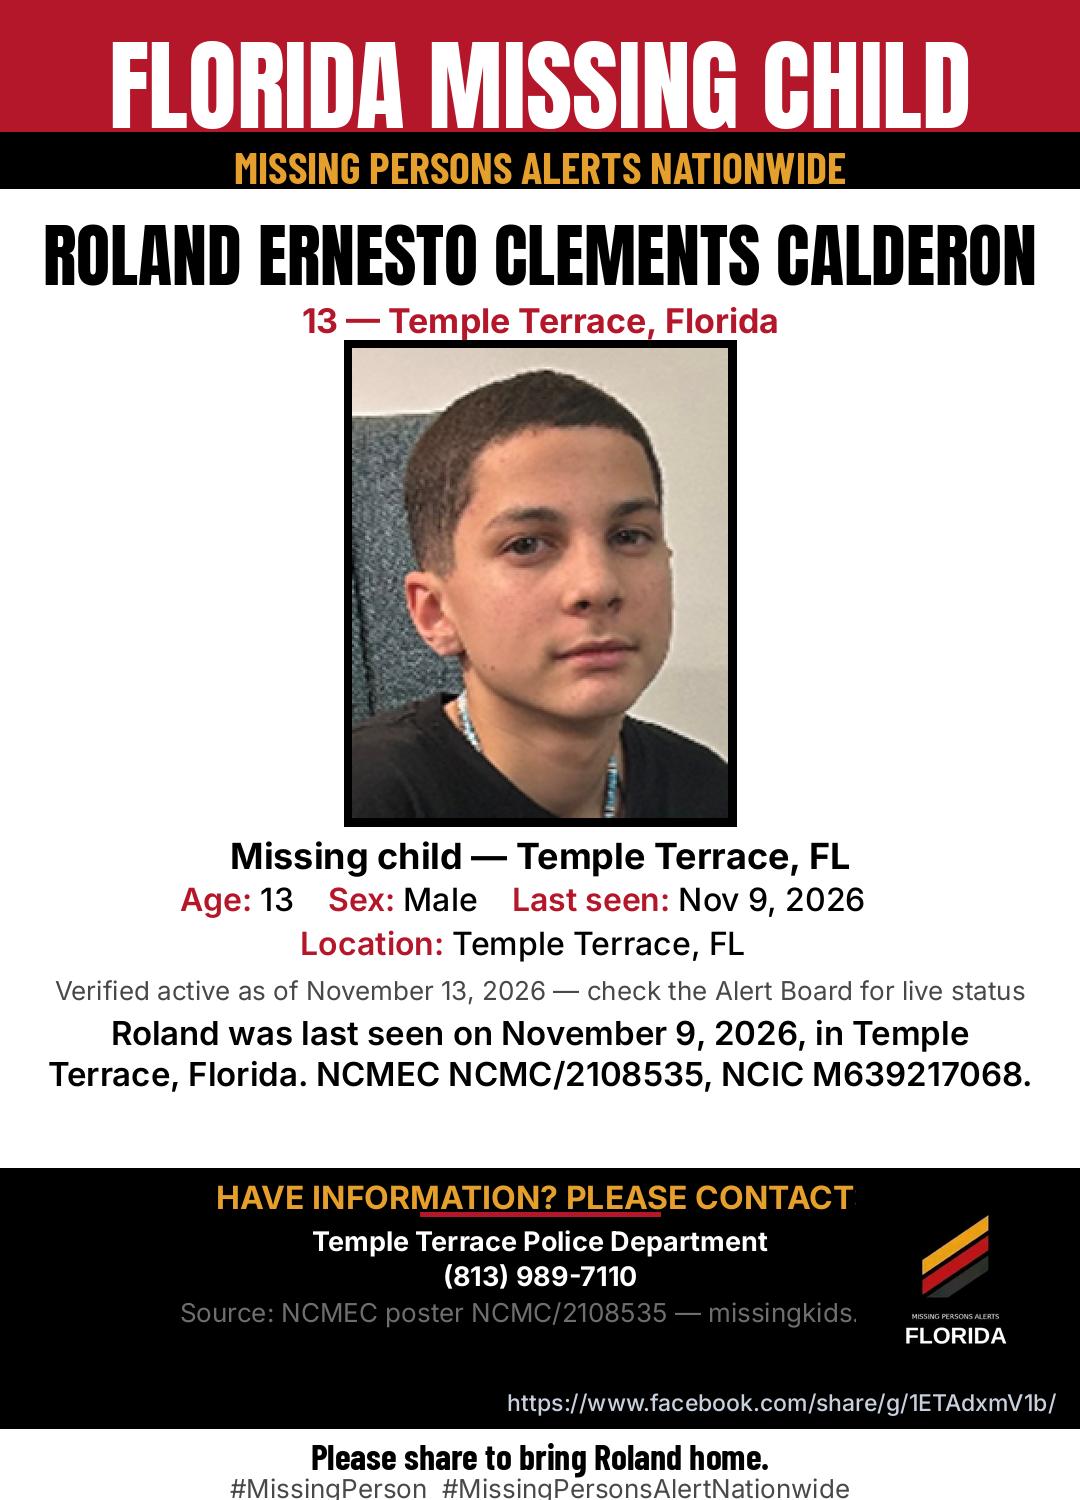 FLORIDA MISSING CHILD
MISSING PERSONS ALERTS NATIONWIDE
ROLAND ERNESTO CLEMENTS CALDERON
13 — Temple Terrace, Florida
Missing child — Temple Terrace, FL
Age: 13 Sex: Male Last seen: Nov 9, 2026
Location: Temple Terrace, FL
Verified active as of November 13, 2026 — check the Alert Board for live status
Roland was last seen on November 9, 2026, in Temple
Terrace, Florida. NCMEC NCMC/2108535, NCIC M639217068.
HAVE INFORMATION? PLEASE CONTACT
Temple Terrace Police Department
(813) 989-7110
Source: NCMEC poster NCMC/2108535 — missingkids.
MISSING PERSONS ALERTS
FLORIDA
https://www.facebook.com/share/g/1ETAdxmV1b/
Please share to bring Roland home.
#MissingPerson #MissingPersonsAlertNationwide